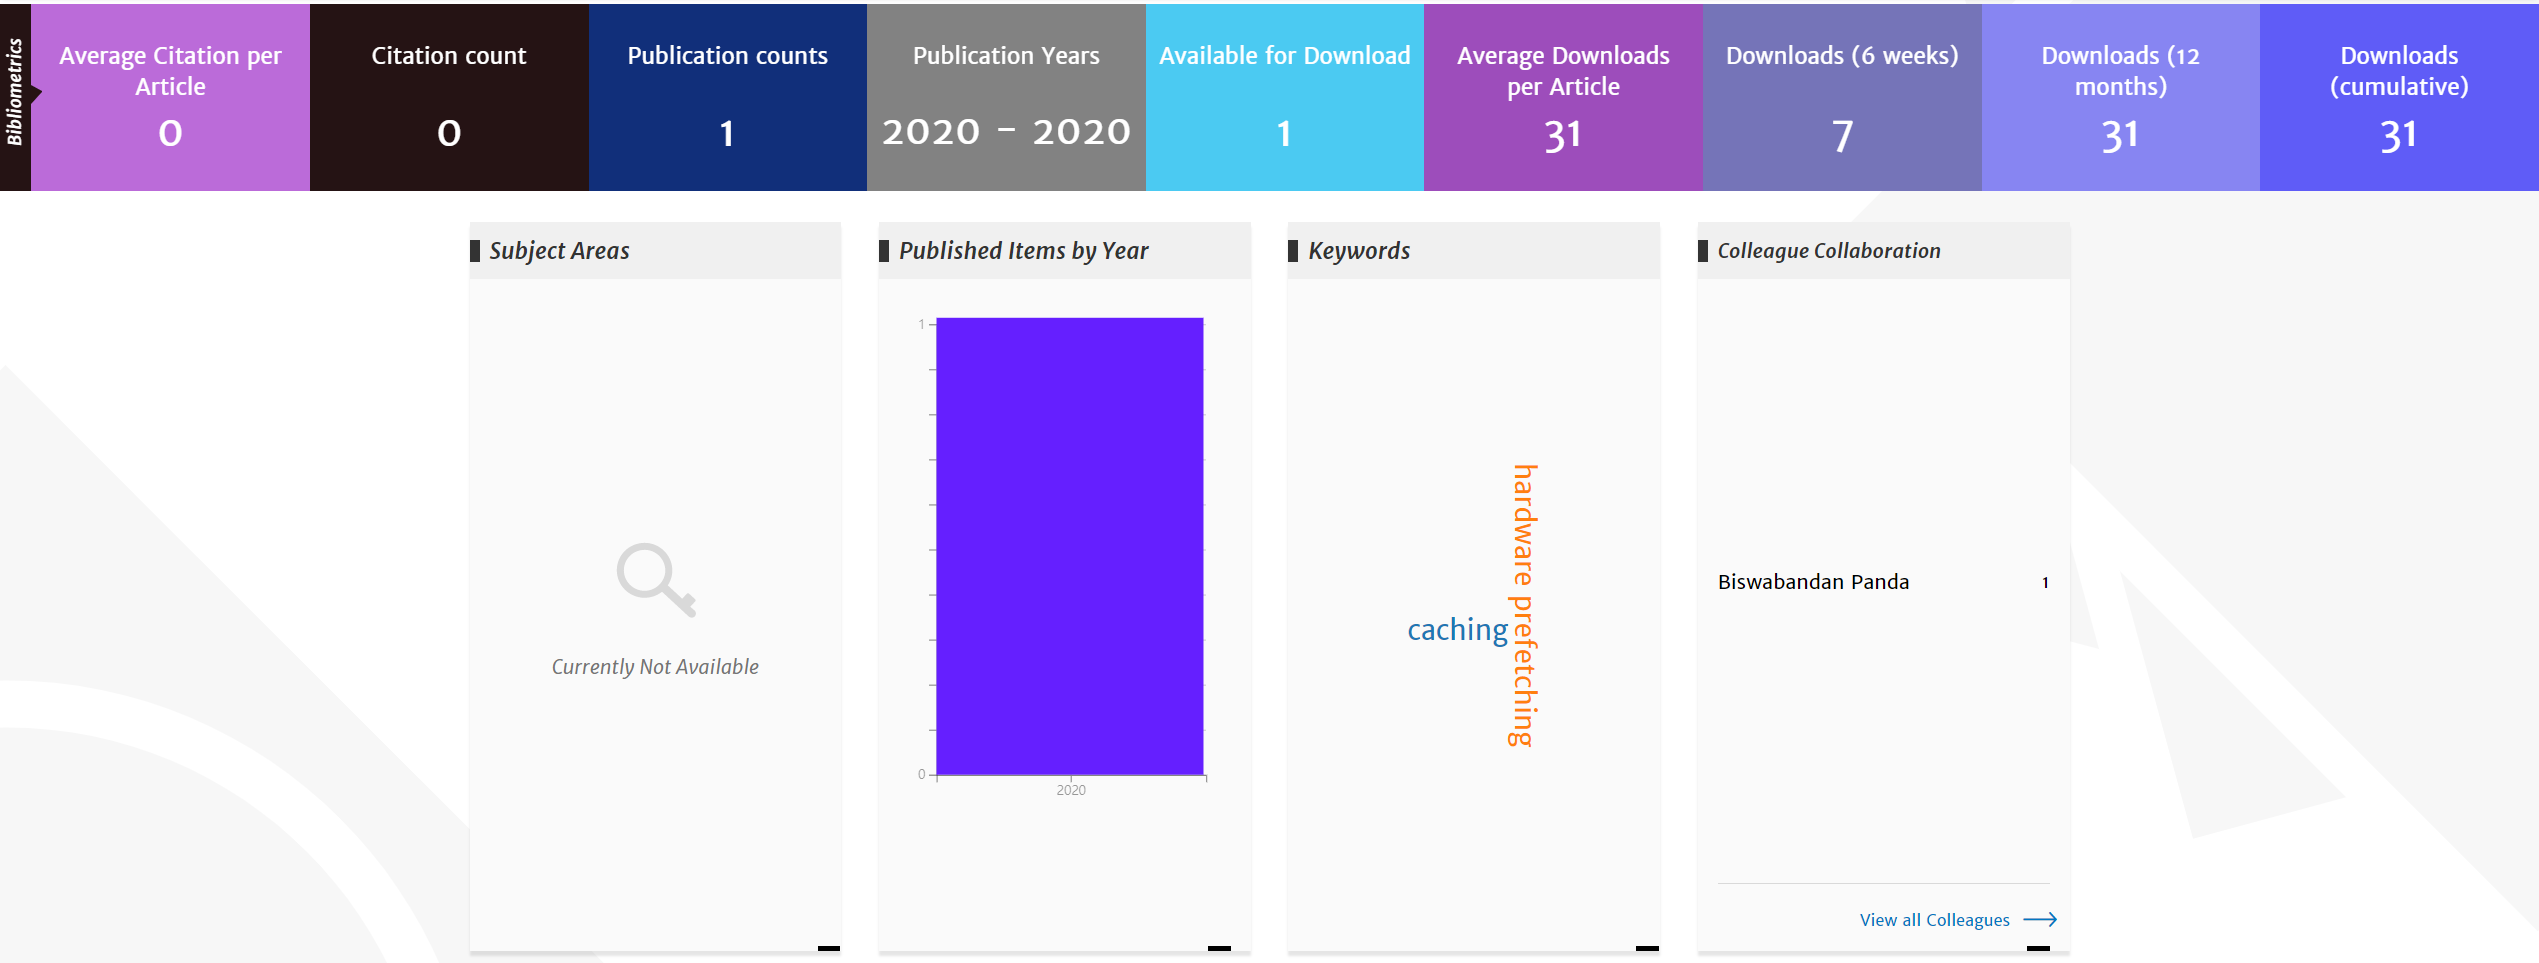 Bibliometrics
Average Citation per
Article
0
Citation count
0
Publication counts
1
Publication Years
2020 - 2020
Available for Download
1
Average Downloads
per Article
31
Downloads (6 weeks)
7
Downloads (12
months)
31
Downloads
(cumulative)
31
Subject Areas
Currently Not Available
Published Items by Year
1
0
2020
Keywords
caching
hardware prefetching
Colleague Collaboration
Biswabandan Panda 1
View all Colleagues